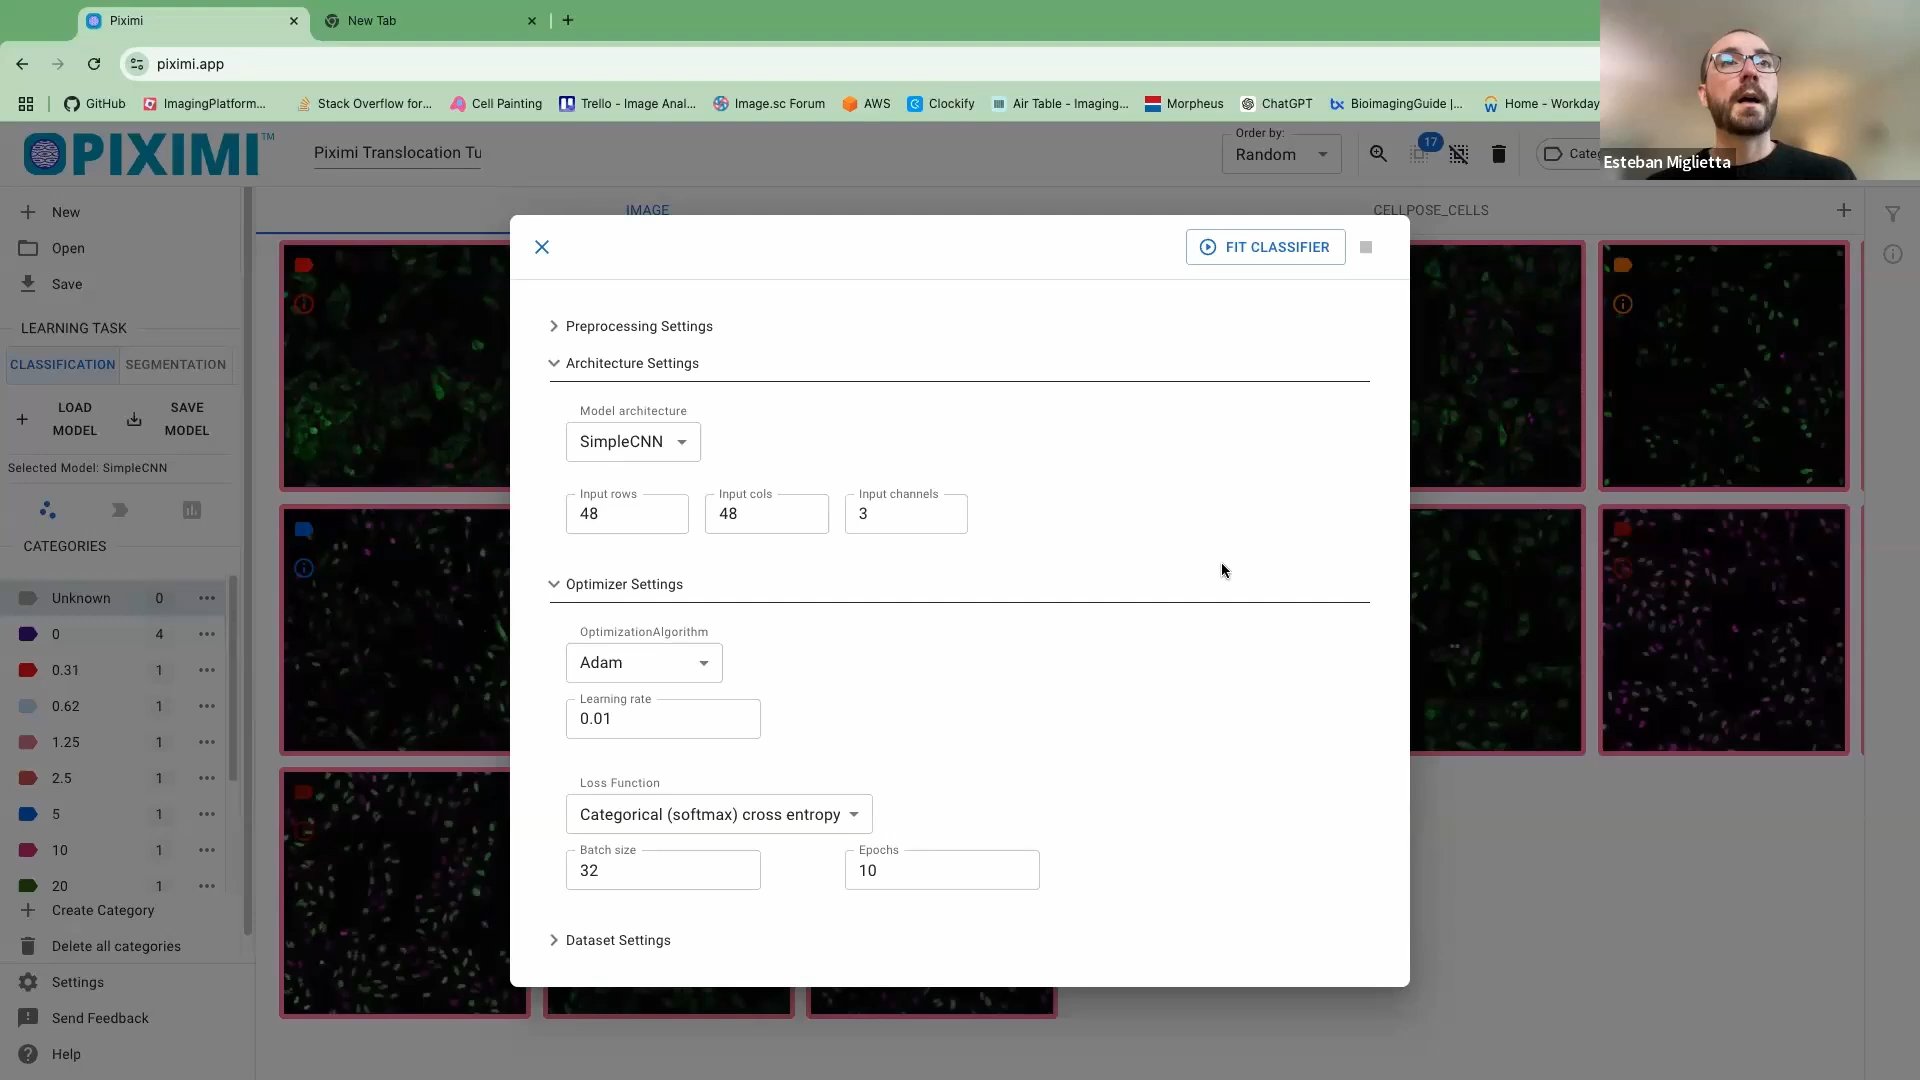 Piximi
New Tab
piximi.app
GitHub
ImagingPlatform...
Stack Overflow for...
Cell Painting
Trello - Image Anal...
Image.sc Forum
AWS
Clockify
Air Table - Imaging...
Morpheus
ChatGPT
BioimagingGuide |...
Home - Workday
Esteban Miglietta
PIXIMI™
Piximi Translocation Tu
Order by:
Random
17
Categ
New
Open
Save
LEARNING TASK
CLASSIFICATION
SEGMENTATION
LOAD
MODEL
SAVE
MODEL
Selected Model: SimpleCNN
CATEGORIES
Unknown 0
0 4
0.31 1
0.62 1
1.25 1
2.5 1
5 1
10 1
20 1
Create Category
Delete all categories
Settings
Send Feedback
Help
IMAGE
CELLPOSE_CELLS
FIT CLASSIFIER
Preprocessing Settings
Architecture Settings
Model architecture
SimpleCNN
Input rows
48
Input cols
48
Input channels
3
Optimizer Settings
OptimizationAlgorithm
Adam
Learning rate
0.01
Loss Function
Categorical (softmax) cross entropy
Batch size
32
Epochs
10
Dataset Settings